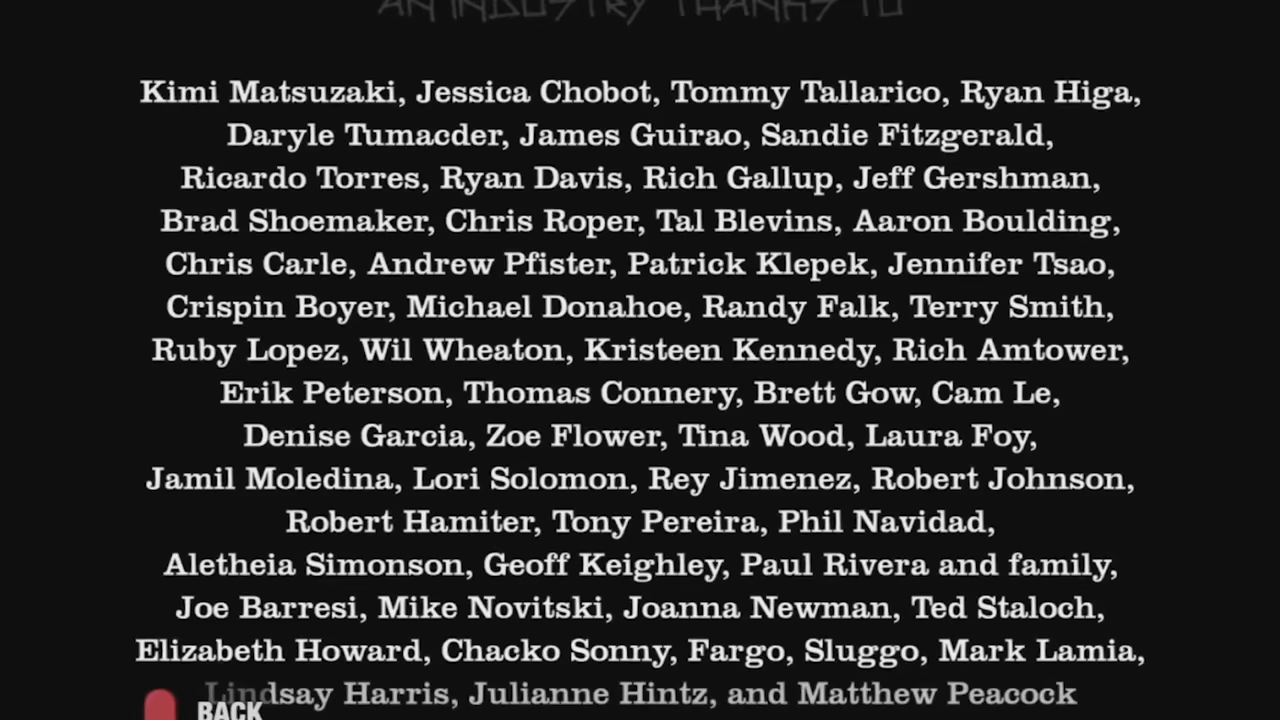 AN INDUSTRY THANKS TO
Kimi Matsuzaki, Jessica Chobot, Tommy Tallarico, Ryan Higa,
Daryle Tumacder, James Guirao, Sandie Fitzgerald,
Ricardo Torres, Ryan Davis, Rich Gallup, Jeff Gershman,
Brad Shoemaker, Chris Roper, Tal Blevins, Aaron Boulding,
Chris Carle, Andrew Pfister, Patrick Klepek, Jennifer Tsao,
Crispin Boyer, Michael Donahoe, Randy Falk, Terry Smith,
Ruby Lopez, Wil Wheaton, Kristeen Kennedy, Rich Amtower,
Erik Peterson, Thomas Connery, Brett Gow, Cam Le,
Denise Garcia, Zoe Flower, Tina Wood, Laura Foy,
Jamil Moledina, Lori Solomon, Rey Jimenez, Robert Johnson,
Robert Hamiter, Tony Pereira, Phil Navidad,
Aletheia Simonson, Geoff Keighley, Paul Rivera and family,
Joe Barresi, Mike Novitski, Joanna Newman, Ted Staloch,
Elizabeth Howard, Chacko Sonny, Fargo, Sluggo, Mark Lamia,
Lindsay Harris, Julianne Hintz, and Matthew Peacock
BACK